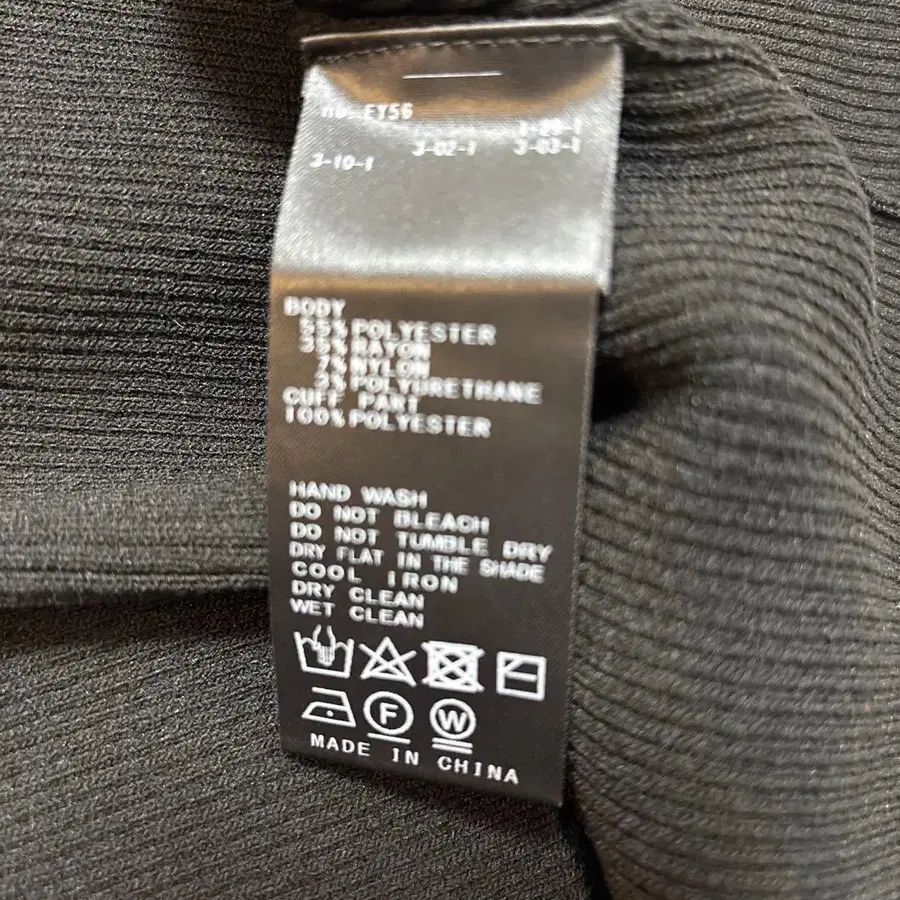 EY56
3-02-1 3-03-1
3-10-1
BODY
55%POLYESTER
35%RAYON
7%NYLON
3%POLYURETHANE
CUFF PART
100%POLYESTER
HAND WASH
DO NOT BLEACH
DO NOT TUMBLE DRY
DRY FLAT IN THE SHADE
COOL IRON
DRY CLEAN
WET CLEAN
F W
MADE IN CHINA